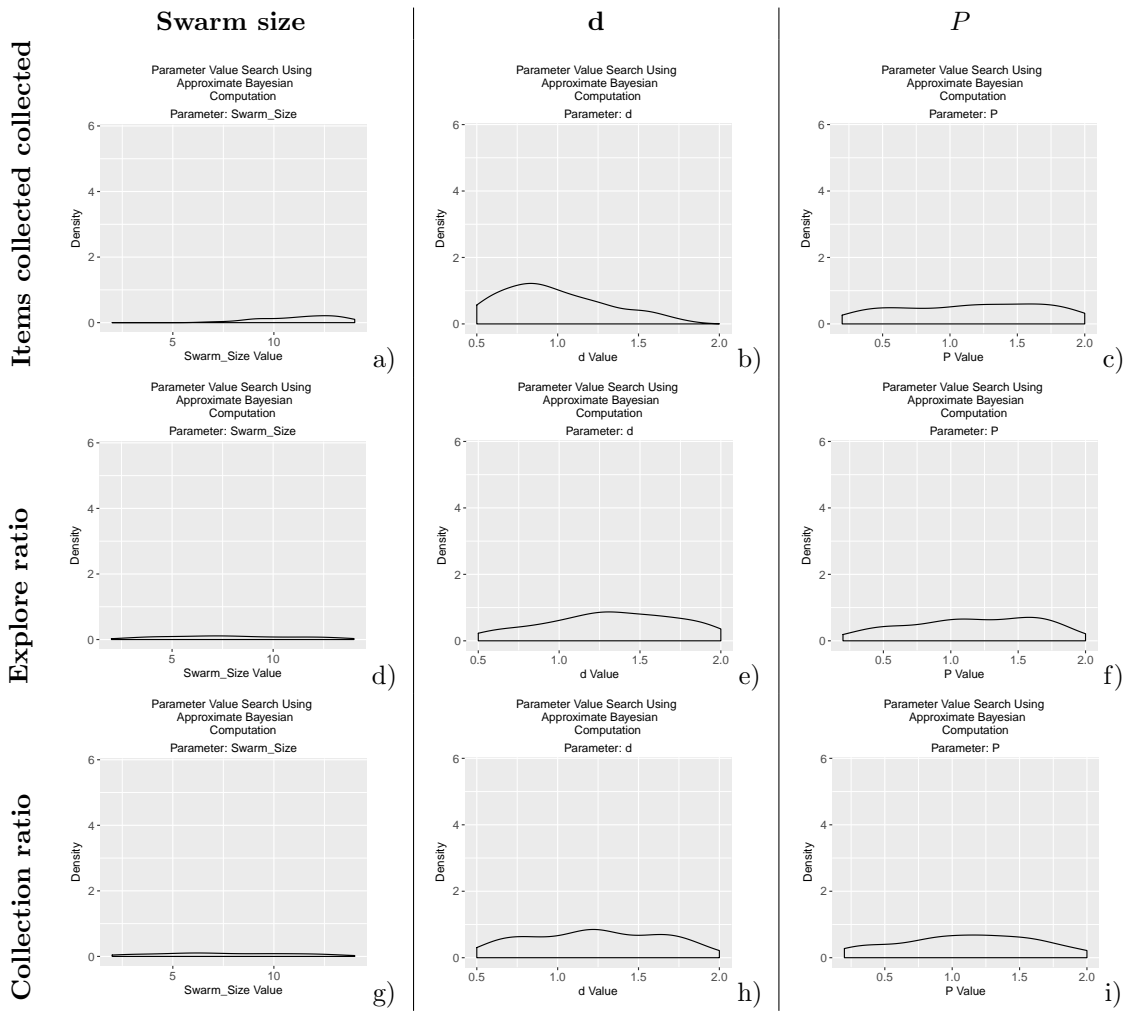 Swarm size
d
P
Items collected collected
Parameter Value Search Using
Approximate Bayesian
Computation
Parameter: Swarm_Size
6
4
2
0
Density
5
10
Swarm_Size Value
a)
Parameter Value Search Using
Approximate Bayesian
Computation
Parameter: d
6
4
2
0
Density
0.5
1.0
1.5
2.0
d Value
b)
Parameter Value Search Using
Approximate Bayesian
Computation
Parameter: P
6
4
2
0
Density
0.5
1.0
1.5
2.0
P Value
c)
Explore ratio
Parameter Value Search Using
Approximate Bayesian
Computation
Parameter: Swarm_Size
6
4
2
0
Density
5
10
Swarm_Size Value
d)
Parameter Value Search Using
Approximate Bayesian
Computation
Parameter: d
6
4
2
0
Density
0.5
1.0
1.5
2.0
d Value
e)
Parameter Value Search Using
Approximate Bayesian
Computation
Parameter: P
6
4
2
0
Density
0.5
1.0
1.5
2.0
P Value
f)
Collection ratio
Parameter Value Search Using
Approximate Bayesian
Computation
Parameter: Swarm_Size
6
4
2
0
Density
5
10
Swarm_Size Value
g)
Parameter Value Search Using
Approximate Bayesian
Computation
Parameter: d
6
4
2
0
Density
0.5
1.0
1.5
2.0
d Value
h)
Parameter Value Search Using
Approximate Bayesian
Computation
Parameter: P
6
4
2
0
Density
0.5
1.0
1.5
2.0
P Value
i)